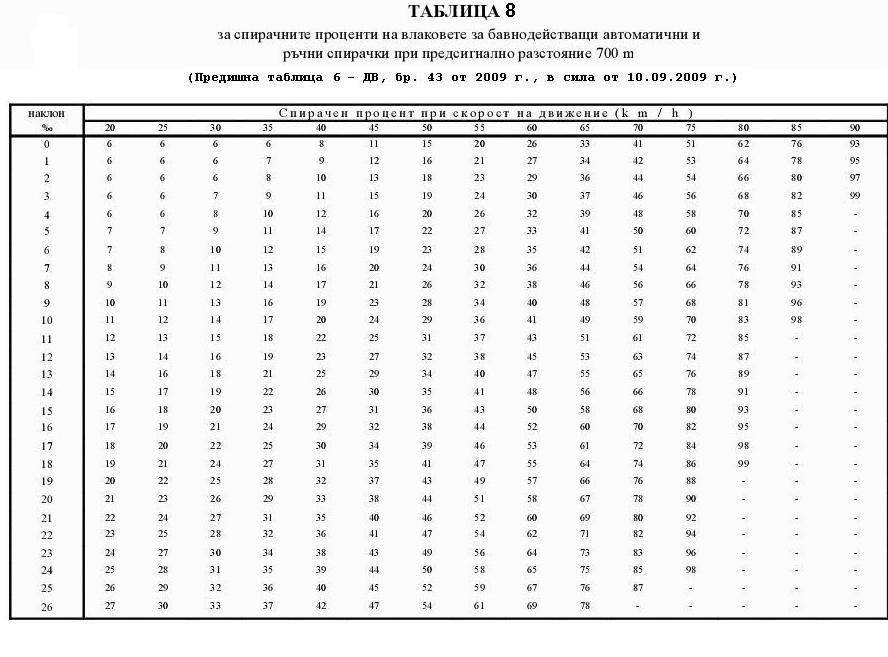 ТАБЛИЦА 8
за спирачните проценти на влаковете за бавнодействащи автоматични и
ръчни спирачки при предсигнално разстояние 700 m
(Предишна таблица 6 - ДВ, бр. 43 от 2009 г., в сила от 10.09.2009 г.)
наклон Спирачен процент при скорост на движение (km/h)
‰ 20 25 30 35 40 45 50 55 60 65 70 75 80 85 90
0 6 6 6 6 8 11 15 20 26 33 41 51 62 76 93
1 6 6 6 7 9 12 16 21 27 34 42 53 64 78 95
2 6 6 6 8 10 13 18 23 29 36 44 54 66 80 97
3 6 6 7 9 11 15 19 24 30 37 46 56 68 82 99
4 6 6 8 10 12 16 20 26 32 39 48 58 70 85 -
5 7 7 9 11 14 17 22 27 33 41 50 60 72 87 -
6 7 8 10 12 15 19 23 28 35 42 51 62 74 89 -
7 8 9 11 13 16 20 24 30 36 44 54 64 76 91 -
8 9 10 12 14 17 21 26 32 38 46 56 66 78 93 -
9 10 11 13 16 19 23 28 34 40 48 57 68 81 96 -
10 11 12 14 17 20 24 29 36 41 49 59 70 83 98 -
11 12 13 15 18 22 25 31 37 43 51 61 72 85 - -
12 13 14 16 19 23 27 32 38 45 53 63 74 87 - -
13 14 16 18 21 25 29 34 40 47 55 65 76 89 - -
14 15 17 19 22 26 30 35 41 48 56 66 78 91 - -
15 16 18 20 23 27 31 36 43 50 58 68 80 93 - -
16 17 19 21 24 29 32 38 44 52 60 70 82 95 - -
17 18 20 22 25 30 34 39 46 53 61 72 84 98 - -
18 19 21 24 27 31 35 41 47 55 64 74 86 99 - -
19 20 22 25 28 32 37 43 49 57 66 76 88 - - -
20 21 23 26 29 33 38 44 51 58 67 78 90 - - -
21 22 24 27 31 35 40 46 52 60 69 80 92 - - -
22 23 25 28 32 36 41 47 54 62 71 82 94 - - -
23 24 27 30 34 38 43 49 56 64 73 83 96 - - -
24 25 28 31 35 39 44 50 58 65 75 85 98 - - -
25 26 29 32 36 40 45 52 59 67 76 87 - - - -
26 27 30 33 37 42 47 54 61 69 78 - - - - -